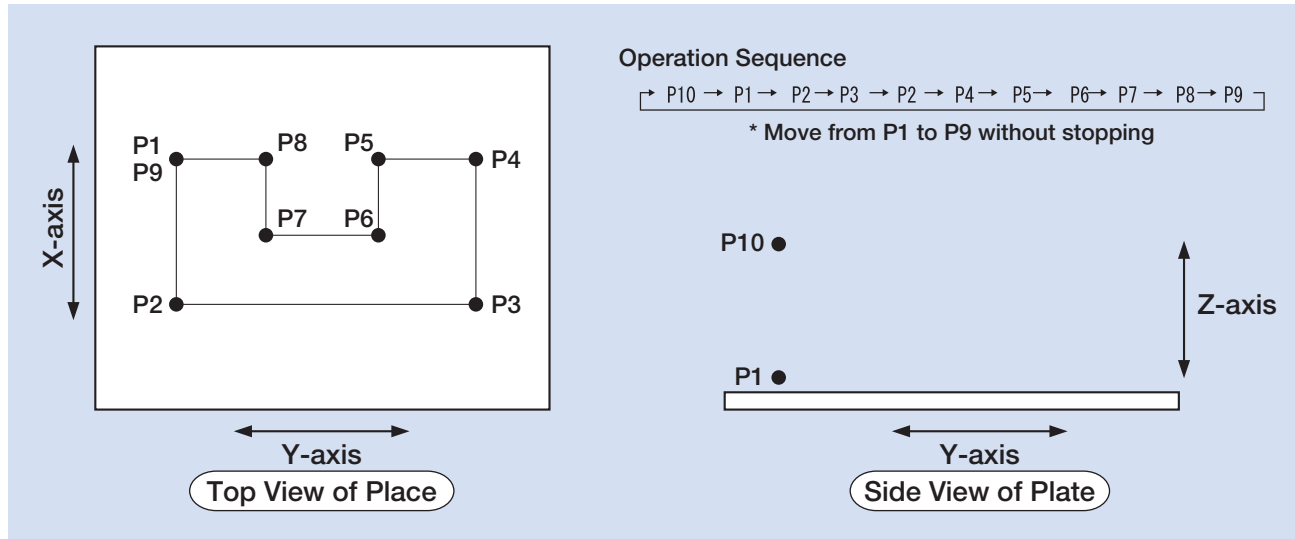 Operation Sequence
→ P10 → P1 → P2 → P3 → P2 → P4 → P5 → P6 → P7 → P8 → P9
* Move from P1 to P9 without stopping
P1 P8 P5 P4
P9
P7 P6
P2 P3
X-axis
Y-axis
Top View of Place
P10
Z-axis
P1
Y-axis
Side View of Plate